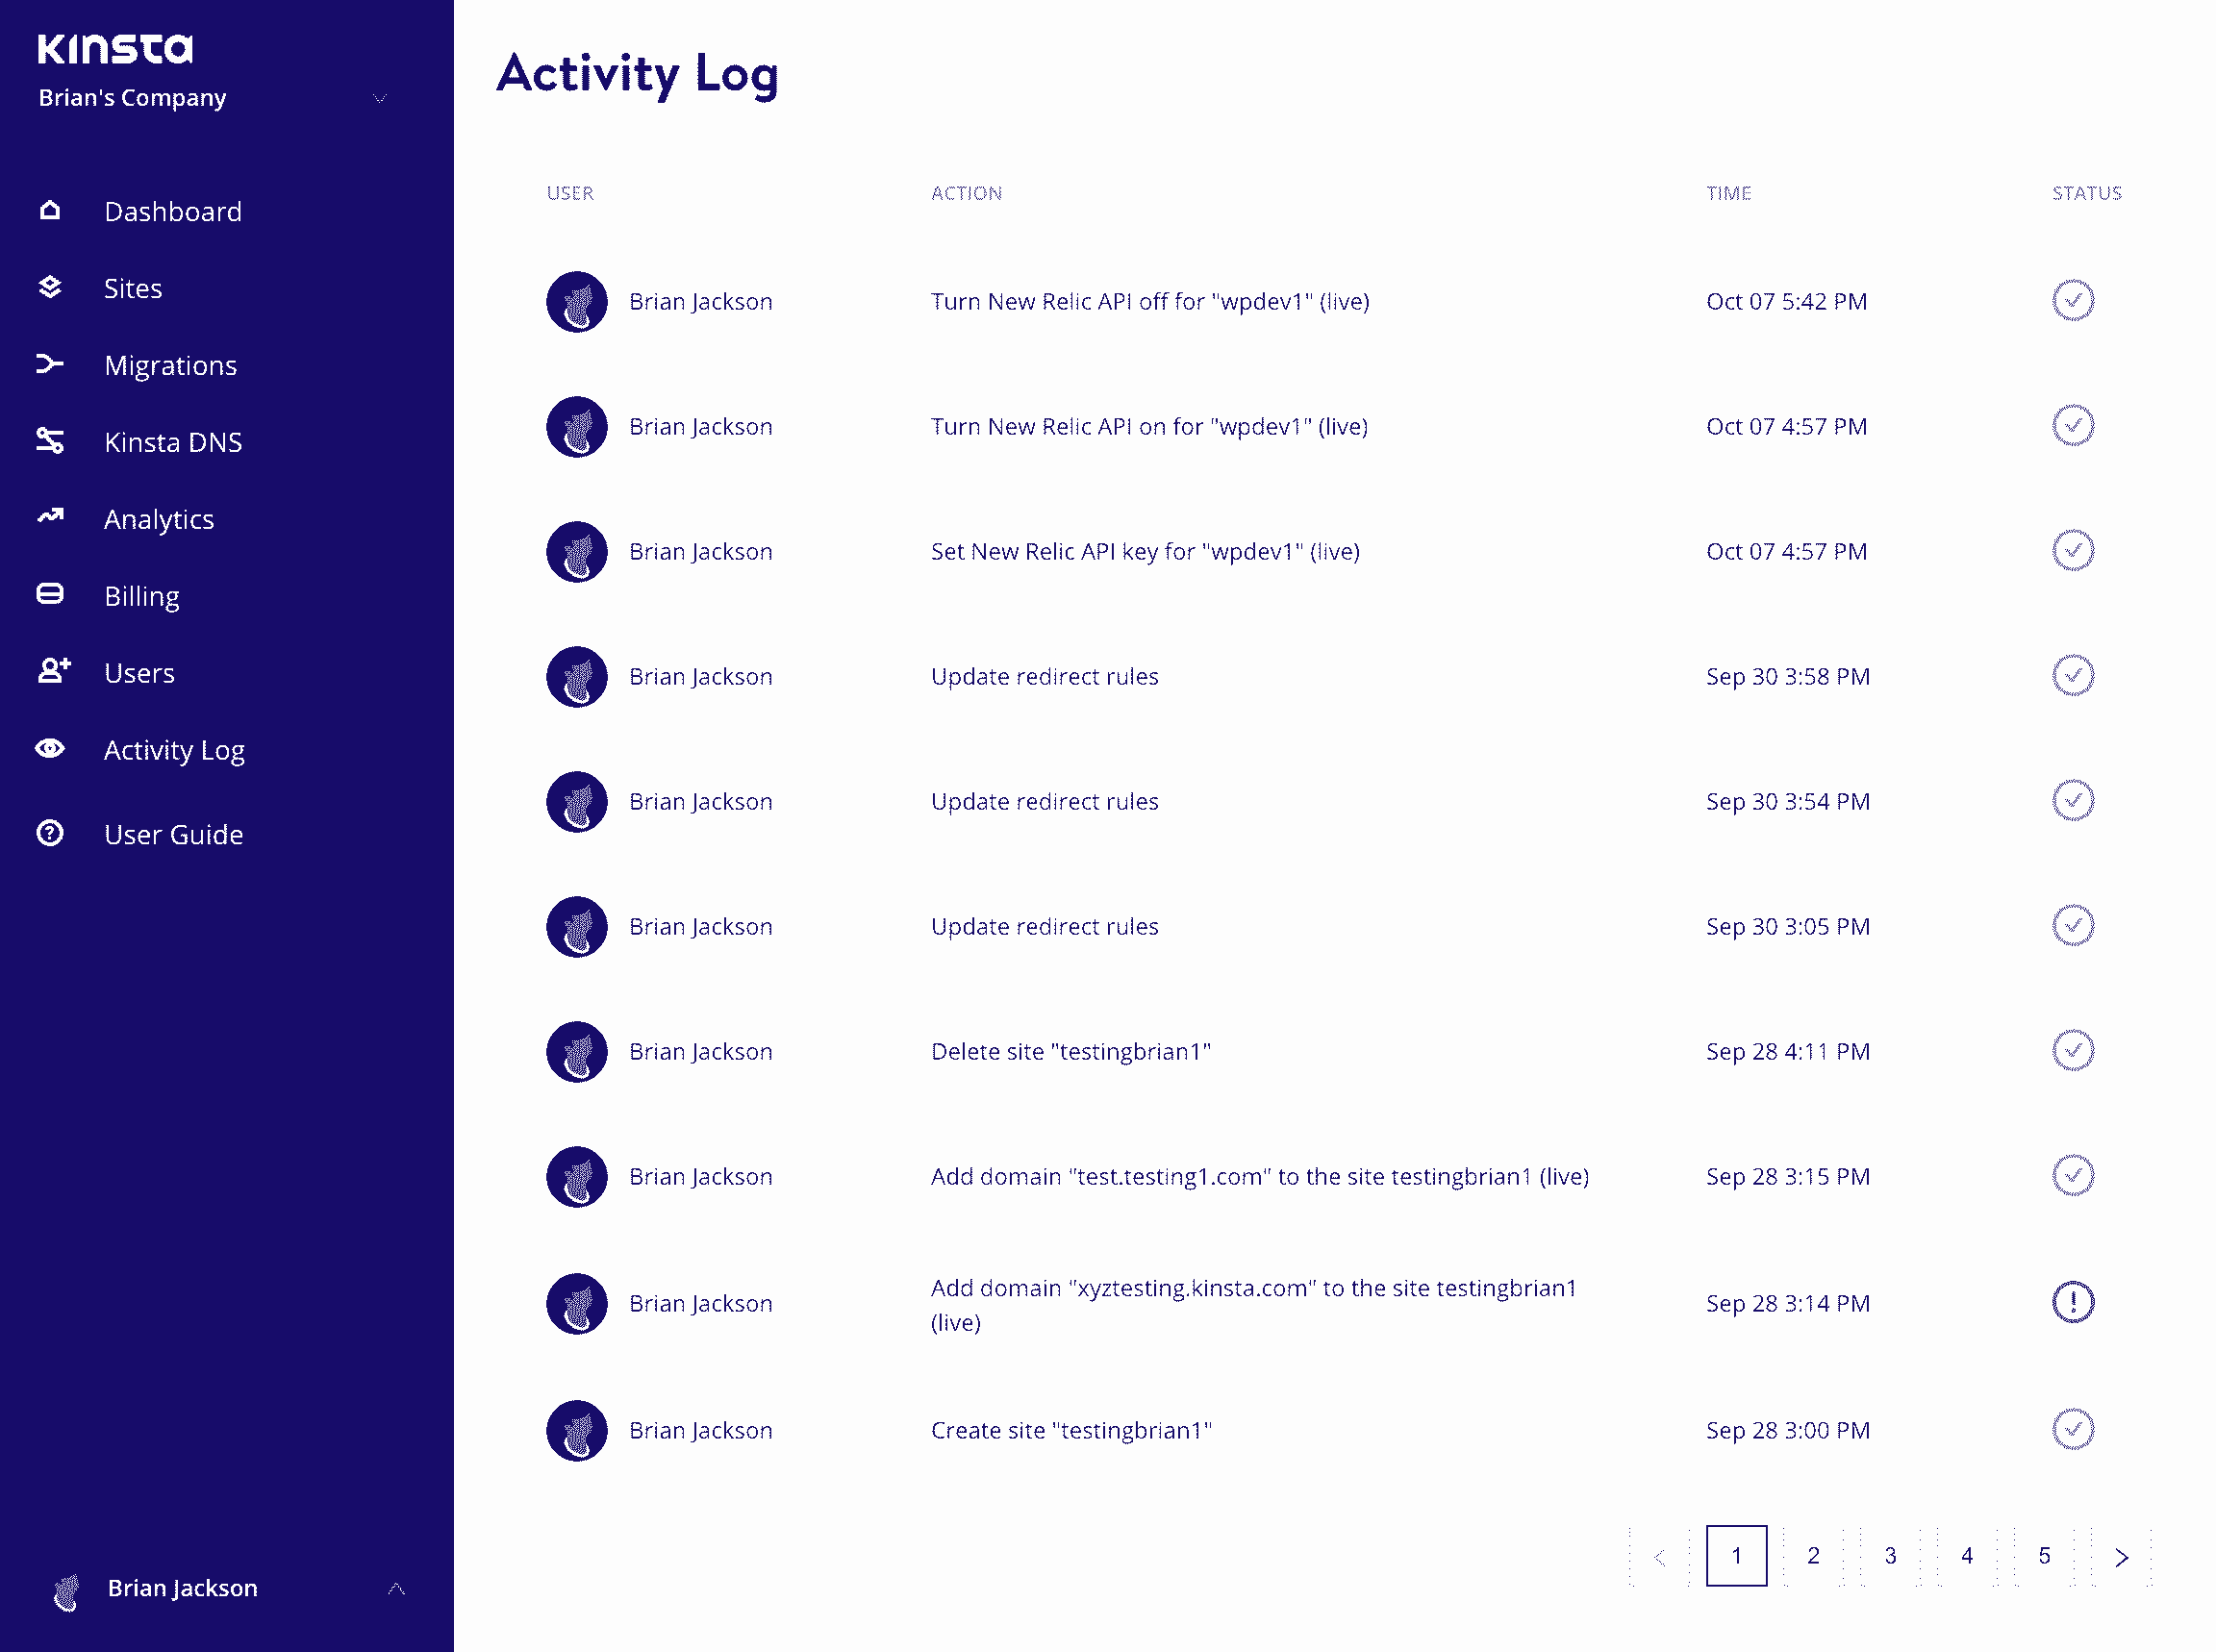 Kinsta
Brian's Company
Dashboard
Sites
Migrations
Kinsta DNS
Analytics
Billing
Users
Activity Log
User Guide
Brian Jackson
Activity Log
USER ACTION TIME STATUS
Brian Jackson Turn New Relic API off for "wpdev1" (live) Oct 07 5:42 PM
Brian Jackson Turn New Relic API on for "wpdev1" (live) Oct 07 4:57 PM
Brian Jackson Set New Relic API key for "wpdev1" (live) Oct 07 4:57 PM
Brian Jackson Update redirect rules Sep 30 3:58 PM
Brian Jackson Update redirect rules Sep 30 3:54 PM
Brian Jackson Update redirect rules Sep 30 3:05 PM
Brian Jackson Delete site "testingbrian1" Sep 28 4:11 PM
Brian Jackson Add domain "test.testing1.com" to the site testingbrian1 (live) Sep 28 3:15 PM
Brian Jackson Add domain "xyztesting.kinsta.com" to the site testingbrian1
(live) Sep 28 3:14 PM
Brian Jackson Create site "testingbrian1" Sep 28 3:00 PM
1 2 3 4 5